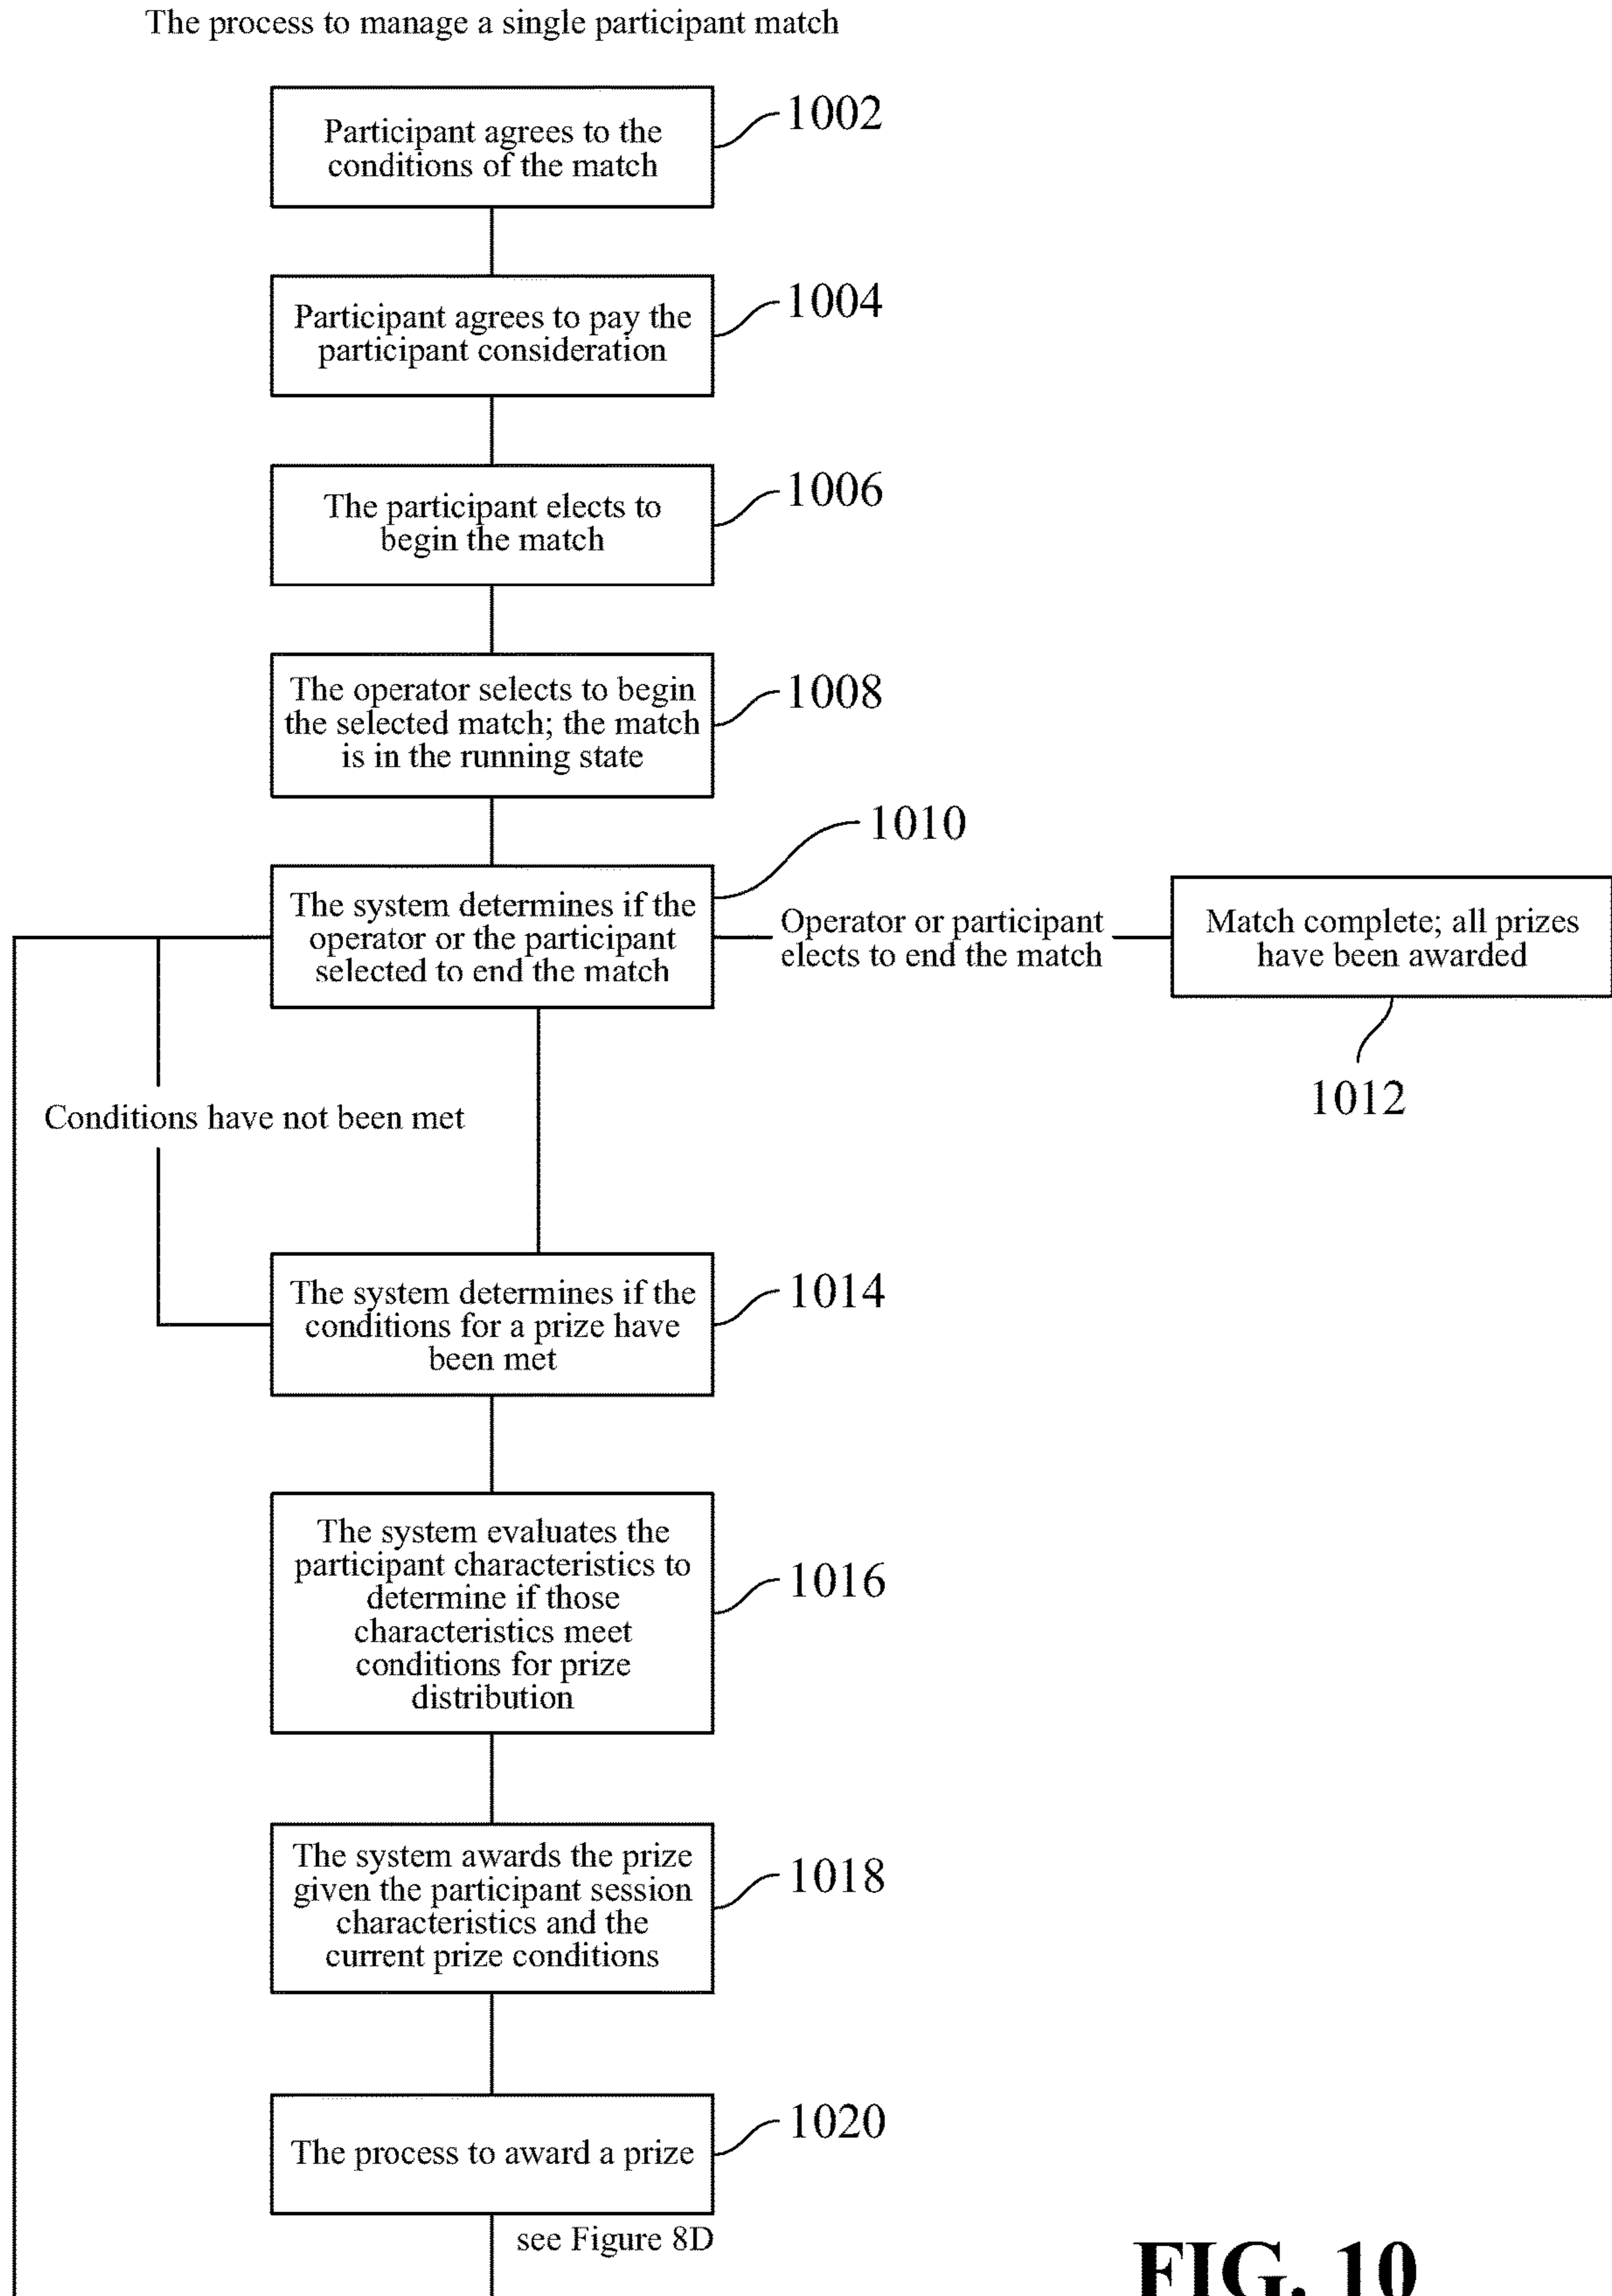 The process to manage a single participant match
Participant agrees to the
conditions of the match
1002
Participant agrees to pay the
participant consideration
1004
The participant elects to
begin the match
1006
The operator selects to begin
the selected match; the match
is in the running state
1008
1010
The system determines if the
operator or the participant
selected to end the match
Operator or participant
elects to end the match
Match complete; all prizes
have been awarded
1012
Conditions have not been met
The system determines if the
conditions for a prize have
been met
1014
The system evaluates the
participant characteristics to
determine if those
characteristics meet
conditions for prize
distribution
1016
The system awards the prize
given the participant session
characteristics and the
current prize conditions
1018
The process to award a prize
1020
see Figure 8D
FIG. 10